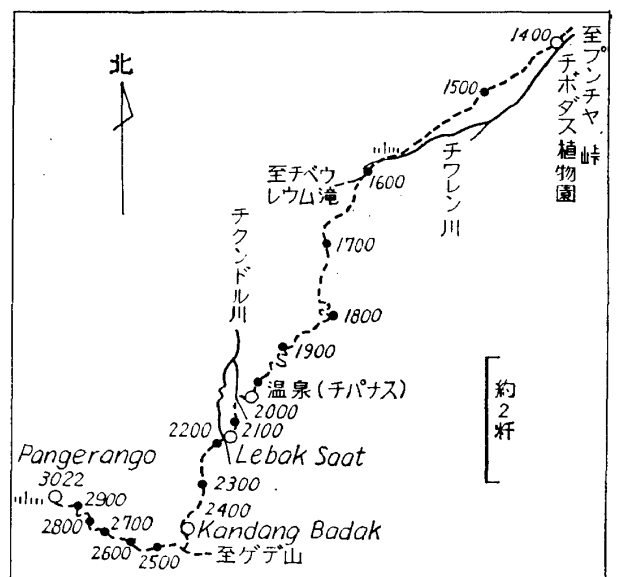 北
1400
至プンチャ峠
チボダス植物園
1500
チワレン川
至チベウ
レウム滝
1600
チクンドル川
1700
1800
1900
温泉(チパナス)
2000
約2粁
2100
2200
Lebak Saat
Pangerango
3022
2900
2300
2800
2700
2400
Kandang Badak
2600
2500
至ゲデ山